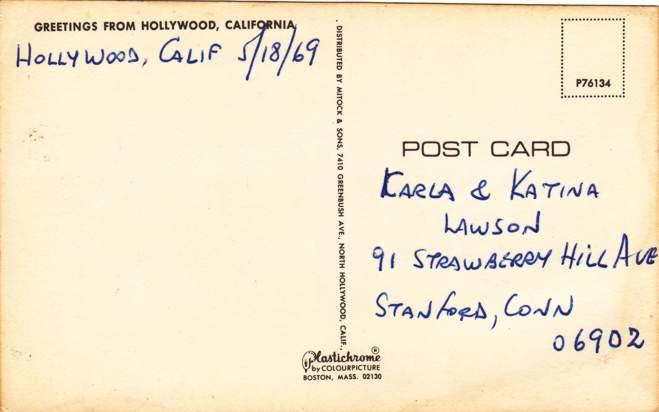 GREETINGS FROM HOLLYWOOD, CALIFORNIA
HOLLYWOOD, CALIF 5/18/69
DISTRIBUTED BY MITOCK & SONS, 7410 GREENBUSH AVE., NORTH HOLLYWOOD, CALIF.
P76134
POST CARD
KARLA & KATINA
LAWSON
91 STRAWBERRY HILL AVE
STANFORD, CONN
06902
Plastichrome®
by COLOURPICTURE
BOSTON, MASS. 02130